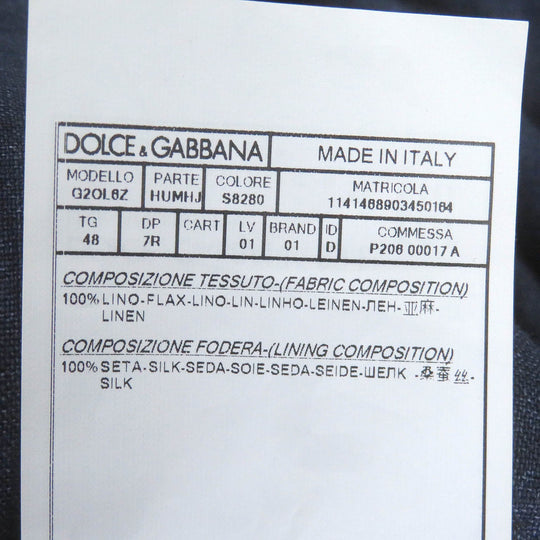 DOLCE & GABBANA MADE IN ITALY
MODELLO PARTE COLORE MATRICOLA
G2OL6Z HUMHJ S8280 1141468903450164
TG DP CART LV BRAND ID COMMESSA
48 7R 01 01 D P206 00017 A
COMPOSIZIONE TESSUTO-(FABRIC COMPOSITION)
100% LINO-FLAX-LINO-LIN-LINHO-LEINEN-ЛЕН-亚麻-
LINEN
COMPOSIZIONE FODERA-(LINING COMPOSITION)
100% SETA-SILK-SEDA-SOIE-SEDA-SEIDE-ШЕЛК -桑蚕丝-
SILK